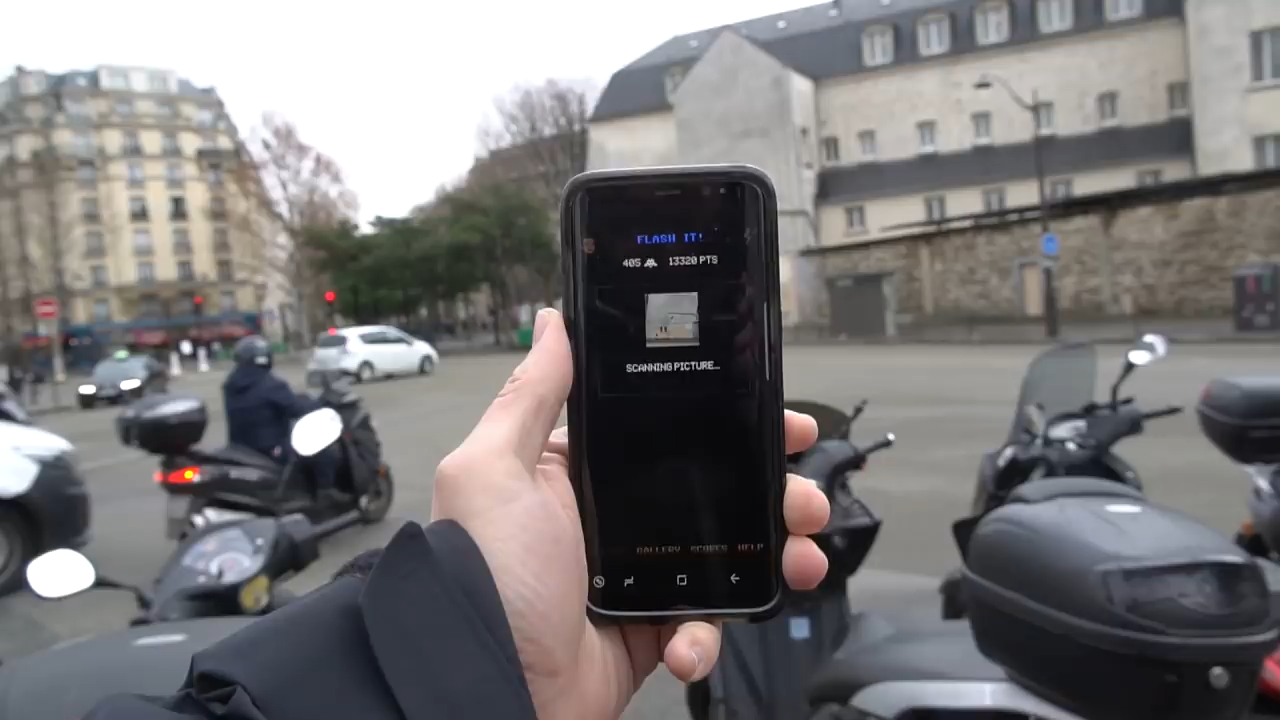 FLASH IT!
405 13320 PTS
SCANNING PICTURE...
GALLERY SCORES HELP